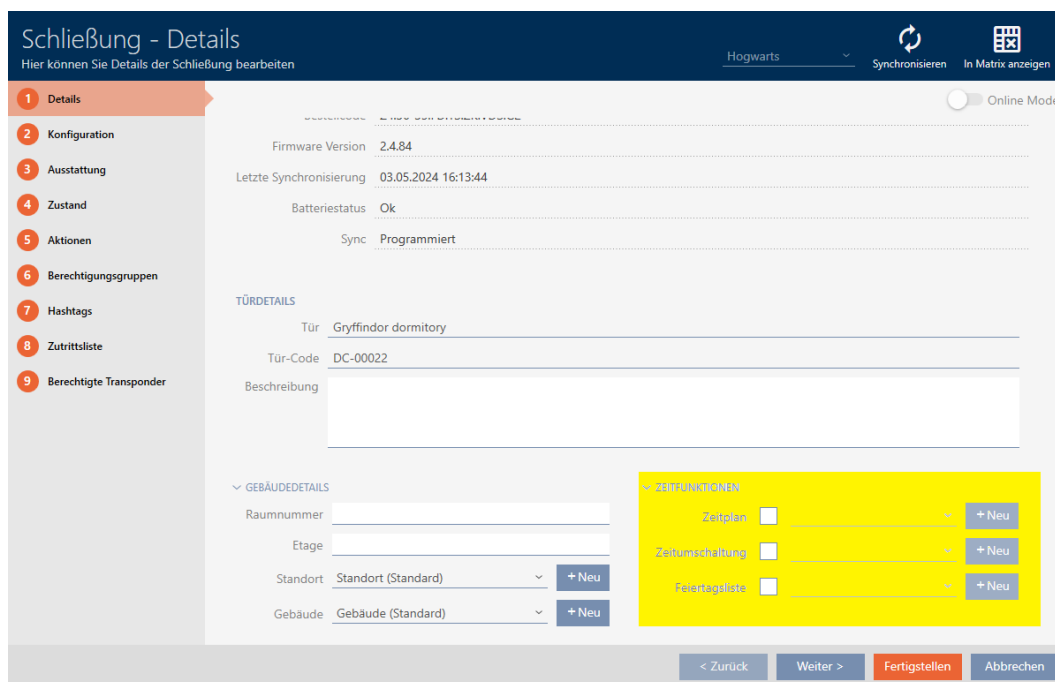 Schließung - Details
Hier können Sie Details der Schließung bearbeiten
Hogwarts
Synchronisieren
In Matrix anzeigen
1 Details
2 Konfiguration
3 Ausstattung
4 Zustand
5 Aktionen
6 Berechtigungsgruppen
7 Hashtags
8 Zutrittsliste
9 Berechtigte Transponder
Online Mode
Firmware Version 2.4.84
Letzte Synchronisierung 03.05.2024 16:13:44
Batteriestatus Ok
Sync Programmiert
TÜRDETAILS
Tür Gryffindor dormitory
Tür-Code DC-00022
Beschreibung
GEBÄUDEDETAILS
Raumnummer
Etage
Standort Standort (Standard) + Neu
Gebäude Gebäude (Standard) + Neu
ZEITFUNKTIONEN
Zeitplan + Neu
Zeitumschaltung + Neu
Feiertagsliste + Neu
< Zurück Weiter > Fertigstellen Abbrechen